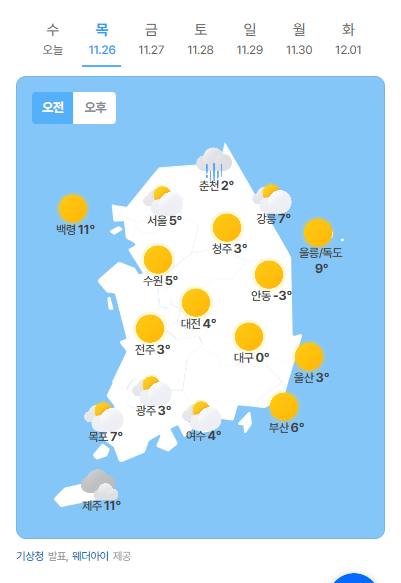 수 목 금 토 일 월 화
오늘 11.26 11.27 11.28 11.29 11.30 12.01
오전 오후
춘천 2°
백령 11°
서울 5°
강릉 7°
청주 3°
울릉/독도
9°
수원 5°
안동 -3°
대전 4°
전주 3°
대구 0°
울산 3°
광주 3°
부산 6°
목포 7°
여수 4°
제주 11°
기상청 발표, 웨더아이 제공